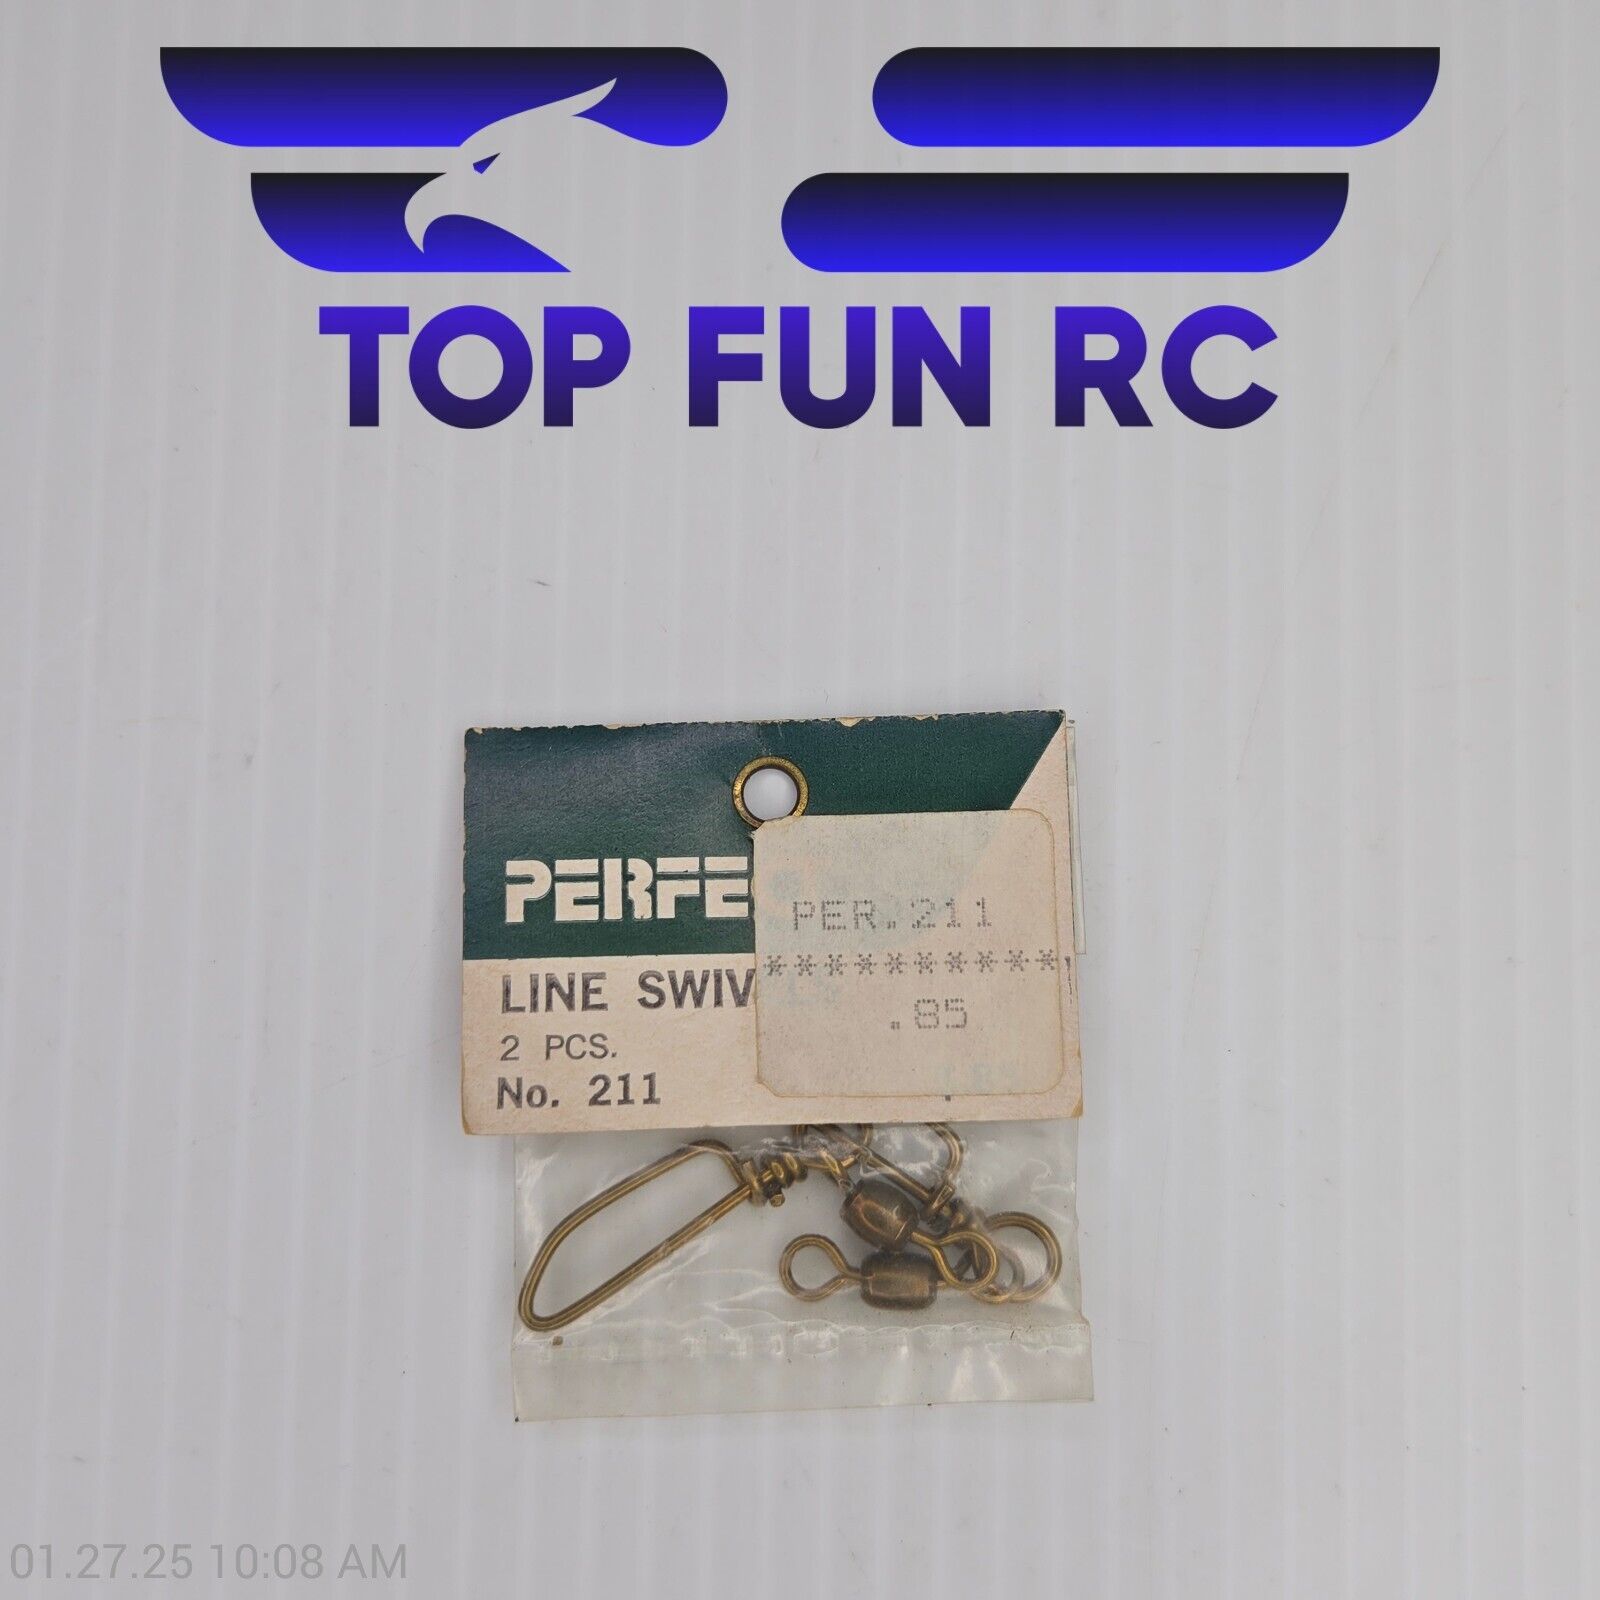 TOP FUN RC
PERFE
PER.211
**********
LINE SWIV
.85
2 PCS.
No. 211
01.27.25 10:08 AM